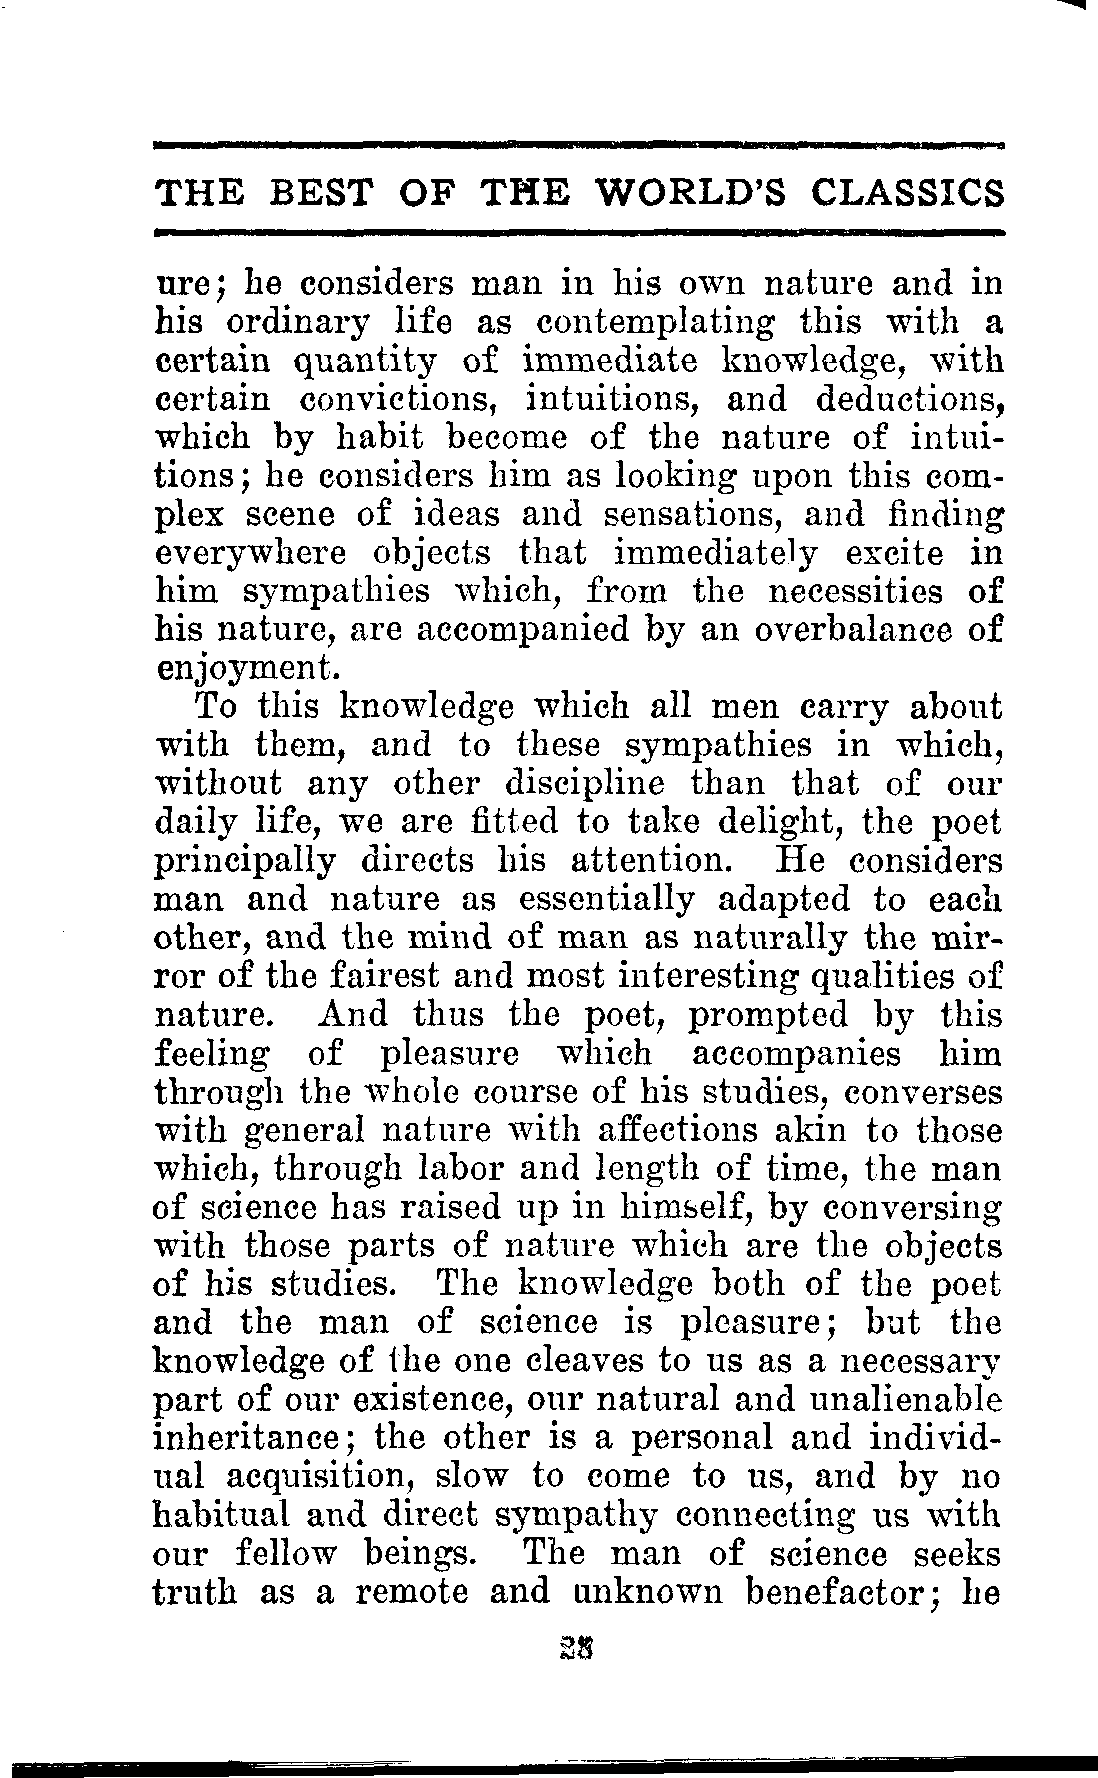 THE BEST OF THE WORLD'S CLASSICS
ure; he considers man in his own nature and in
his ordinary life as contemplating this with a
certain quantity of immediate knowledge, with
certain convictions, intuitions, and deductions,
which by habit become of the nature of intui-
tions; he considers him as looking upon this com-
plex scene of ideas and sensations, and finding
everywhere objects that immediately excite in
him sympathies which, from the necessities of
his nature, are accompanied by an overbalance of
enjoyment.
To this knowledge which all men carry about
with them, and to these sympathies in which,
without any other discipline than that of our
daily life, we are fitted to take delight, the poet
principally directs his attention. He considers
man and nature as essentially adapted to each
other, and the mind of man as naturally the mir-
ror of the fairest and most interesting qualities of
nature. And thus the poet, prompted by this
feeling of pleasure which accompanies him
through the whole course of his studies, converses
with general nature with affections akin to those
which, through labor and length of time, the man
of science has raised up in himself, by conversing
with those parts of nature which are the objects
of his studies. The knowledge both of the poet
and the man of science is pleasure; but the
knowledge of the one cleaves to us as a necessary
part of our existence, our natural and unalienable
inheritance; the other is a personal and individ-
ual acquisition, slow to come to us, and by no
habitual and direct sympathy connecting us with
our fellow beings. The man of science seeks
truth as a remote and unknown benefactor; he
28